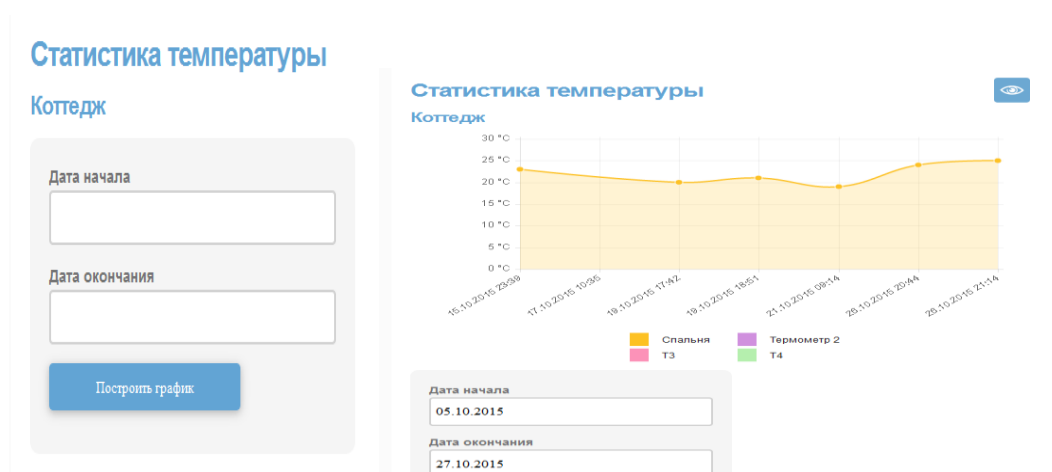 Статистика температуры
Коттедж
Дата начала
Дата окончания
Построить график
Статистика температуры
Коттедж
30 °C
25 °C
20 °C
15 °C
10 °C
5 °C
0 °C
15.10.2015 23:39
17.10.2015 10:35
19.10.2015 17:42
19.10.2015 18:51
21.10.2015 09:14
25.10.2015 20:44
25.10.2015 21:14
Спальня
Термометр 2
T3
T4
Дата начала
05.10.2015
Дата окончания
27.10.2015